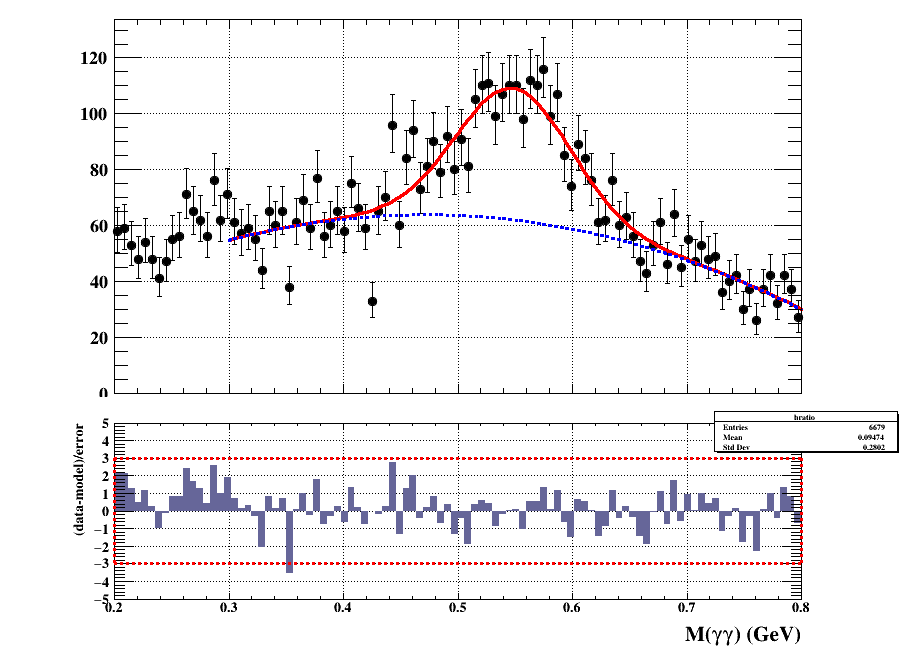 120
100
80
60
40
20
0
hratio
Entries 6679
Mean 0.09474
Std Dev 0.2802
(data-model)/error
5
4
3
2
1
0
−1
−2
−3
−4
−5
0.2 0.3 0.4 0.5 0.6 0.7 0.8
M(γγ) (GeV)